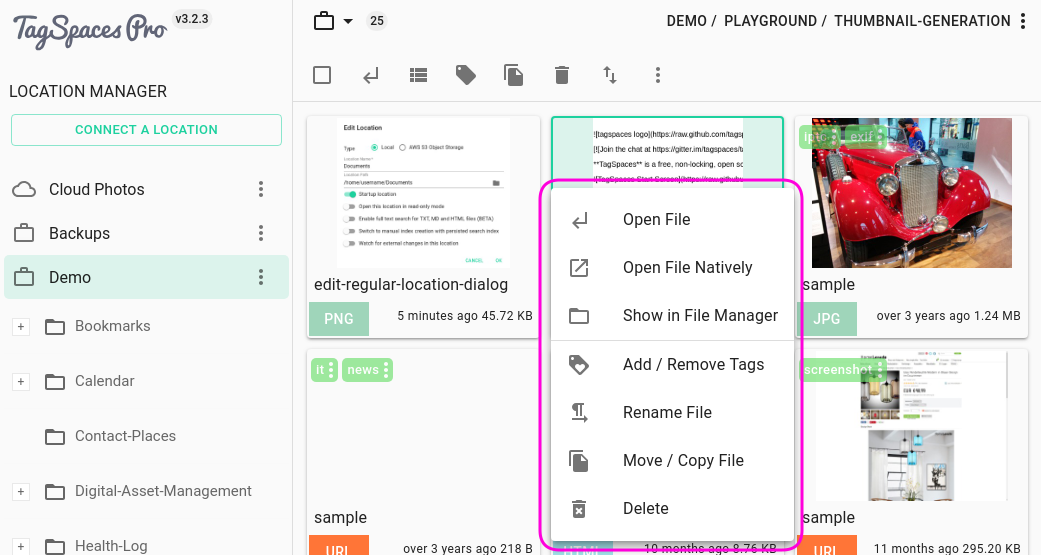 TagSpaces Pro
v3.2.3
LOCATION MANAGER
CONNECT A LOCATION
Cloud Photos
Backups
Demo
Bookmarks
Calendar
Contact-Places
Digital-Asset-Management
Health-Log
25
DEMO / PLAYGROUND / THUMBNAIL-GENERATION
Edit Location
Type
Local
AWS S3 Object Storage
Location Name*
Documents
Location Path
/home/username/Documents
Startup location
Open this location in read-only mode
Enable full text search for TXT, MD and HTML files (BETA)
Switch to manual index creation with persisted search index
Watch for external changes in this location
CANCEL
OK
edit-regular-location-dialog
PNG
5 minutes ago 45.72 KB
![tagspaces logo](https://raw.github.com/tagsp
[![Join the chat at https://gitter.im/tagspaces/t
**TagSpaces** is a free, non-locking, open sc
![TagSpaces Start Screen](https://raw.github
iptc
exif
sample
JPG
over 3 years ago 1.24 MB
Open File
Open File Natively
Show in File Manager
Add / Remove Tags
Rename File
Move / Copy File
Delete
it
news
sample
URL
over 3 years ago 218 B
HTML
10 months ago 8.76 KB
screenshot
sample
URL
11 months ago 295.20 KB